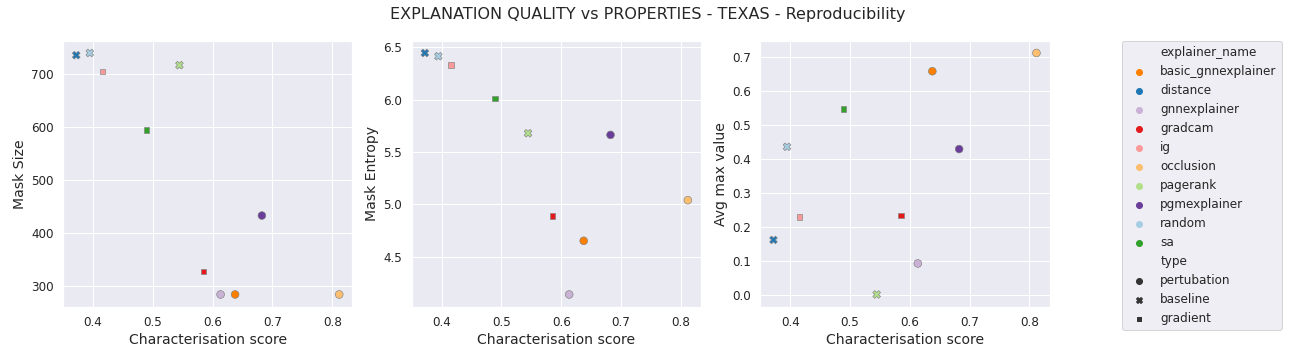 EXPLANATION QUALITY vs PROPERTIES - TEXAS - Reproducibility
Mask Size
700
600
500
400
300
0.4 0.5 0.6 0.7 0.8
Characterisation score
Mask Entropy
6.5
6.0
5.5
5.0
4.5
0.4 0.5 0.6 0.7 0.8
Characterisation score
Avg max value
0.7
0.6
0.5
0.4
0.3
0.2
0.1
0.0
0.4 0.5 0.6 0.7 0.8
Characterisation score
explainer_name
basic_gnnexplainer
distance
gnnexplainer
gradcam
ig
occlusion
pagerank
pgmexplainer
random
sa
type
pertubation
baseline
gradient